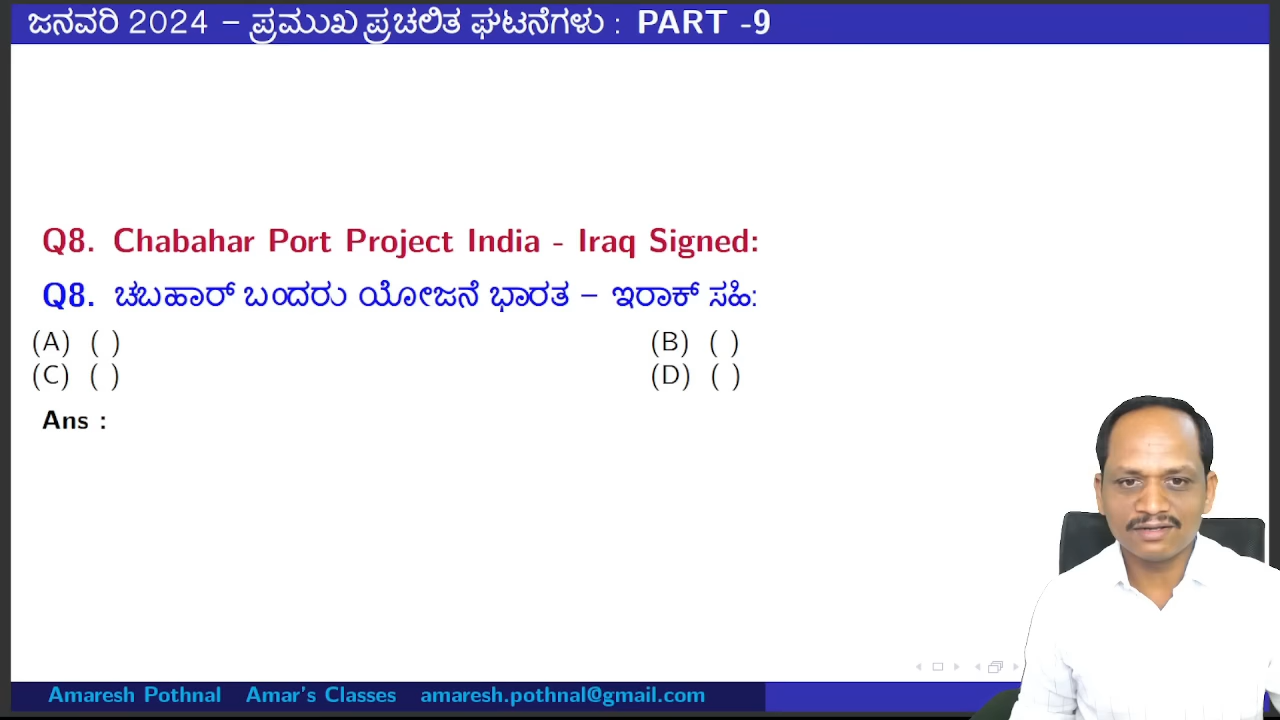 ಜನವರಿ 2024 – ಪ್ರಮುಖ ಪ್ರಚಲಿತ ಘಟನೆಗಳು : PART -9
Q8. Chabahar Port Project India - Iraq Signed:
Q8. ಚಬಹಾರ್ ಬಂದರು ಯೋಜನೆ ಭಾರತ – ಇರಾಕ್ ಸಹಿ:
(A) ( ) (B) ( )
(C) ( ) (D) ( )
Ans :
Amaresh Pothnal Amar's Classes amaresh.pothnal@gmail.com